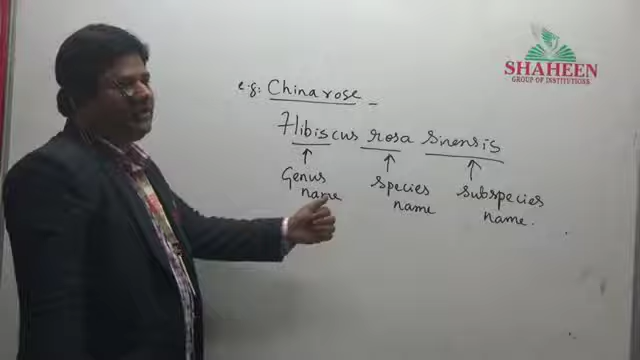 SHAHEEN
GROUP OF INSTITUTIONS
e.g: China rose -
Hibiscus rosa sinensis
Genus name
species name
subspecies name.